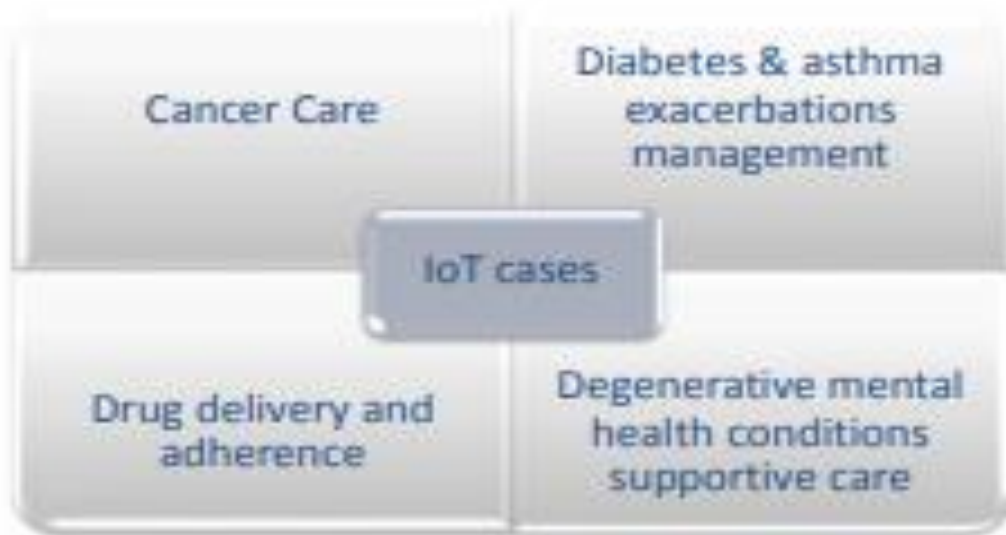 Cancer Care
Diabetes & asthma
exacerbations
management
IoT cases
Drug delivery and
adherence
Degenerative mental
health conditions
supportive care